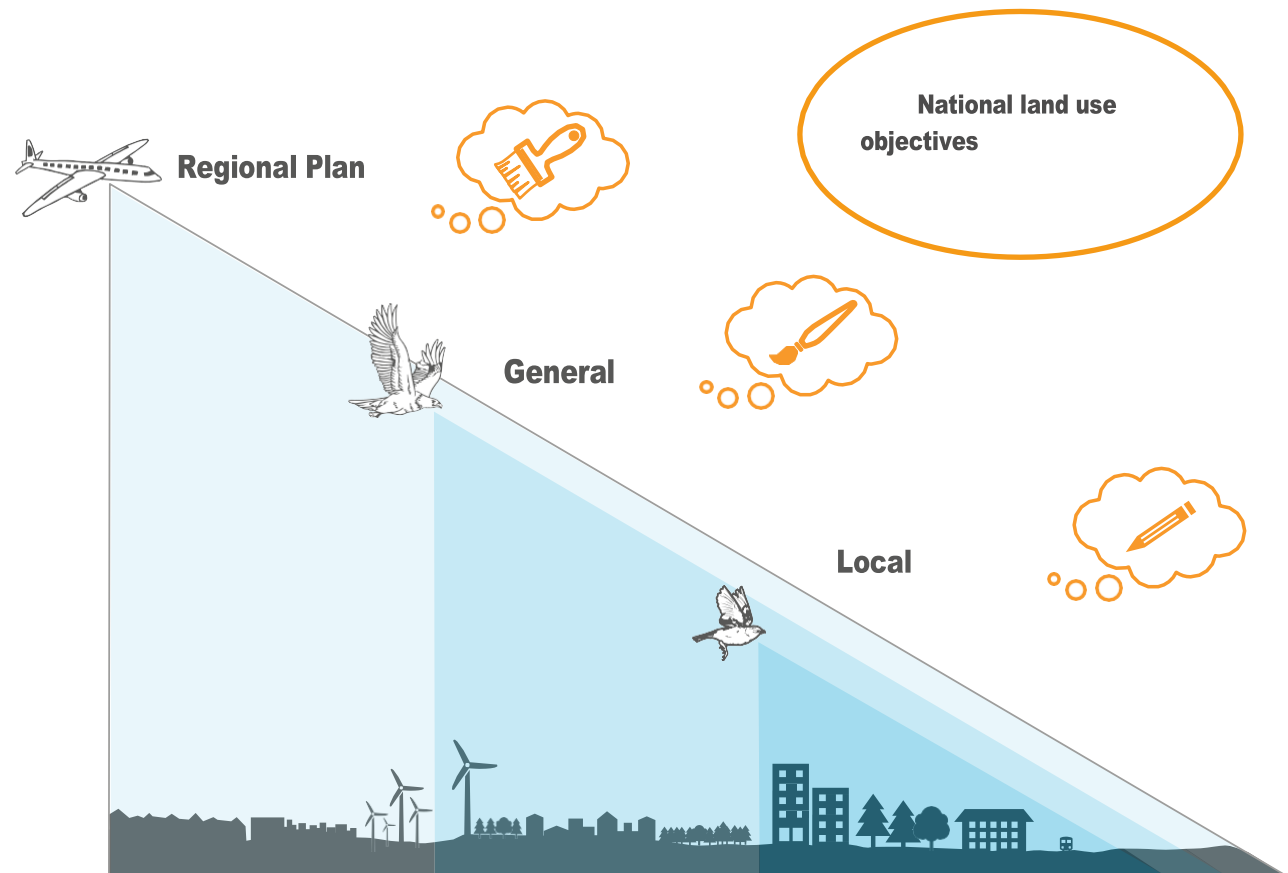 National land use
objectives
Regional Plan
General
Local